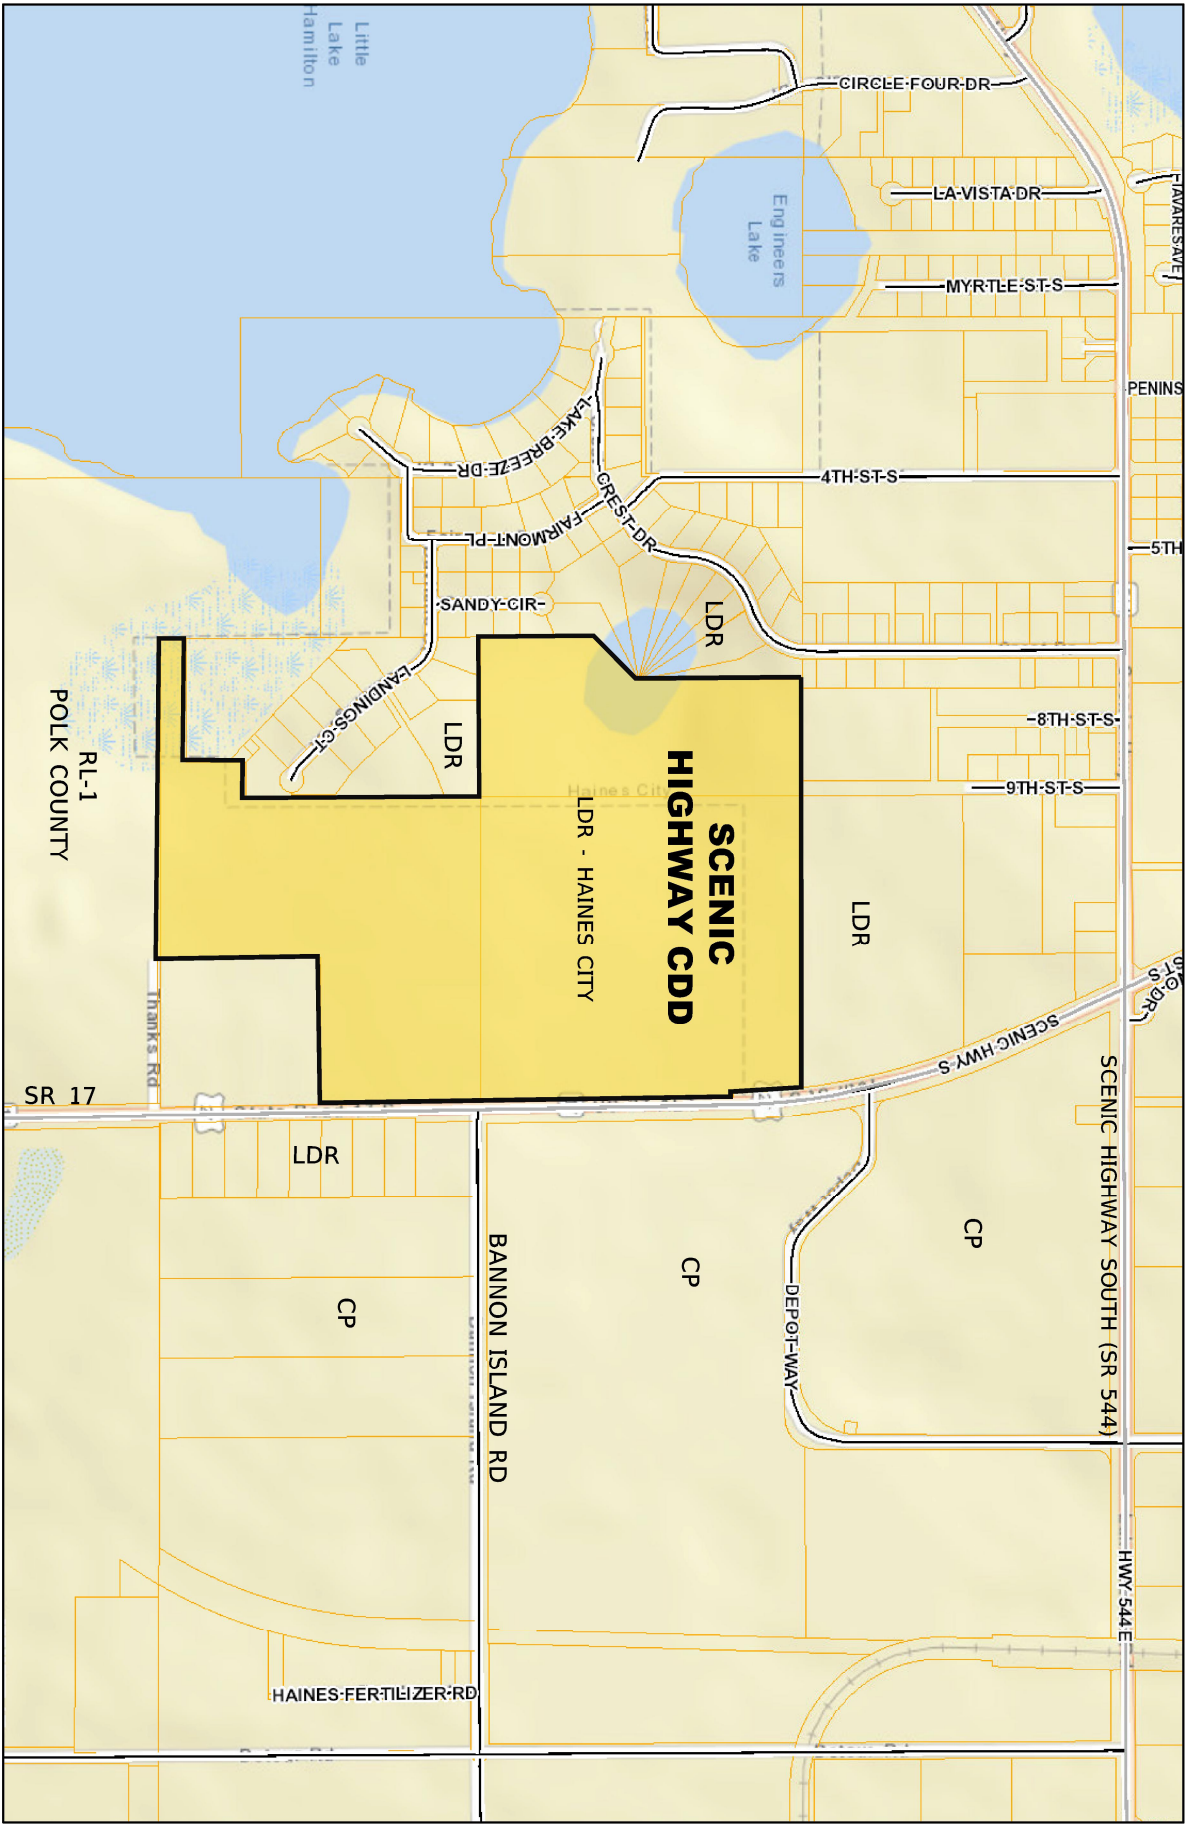 Little
Lake
Hamilton
CIRCLE FOUR DR
LA VISTA DR
TAVARES AVE
Engineers
Lake
MYRTLE ST S
PENINS
LAKE BREEZE DR
4TH ST S
CREST DR
FAIRMONT PL
5TH
SANDY CIR
LDR
LANDINGS CT
8TH ST S
9TH ST S
LDR
RL-1
POLK COUNTY
Haines City
SCENIC
HIGHWAY CDD
LDR - HAINES CITY
LDR
ST S
NO DR
SCENIC HWY S
Thanks Rd
SR 17
SCENIC HIGHWAY SOUTH (SR 544)
LDR
CP
CP
CP
BANNON ISLAND RD
DEPOT WAY
HWY 544 E
HAINES FERTILIZER RD